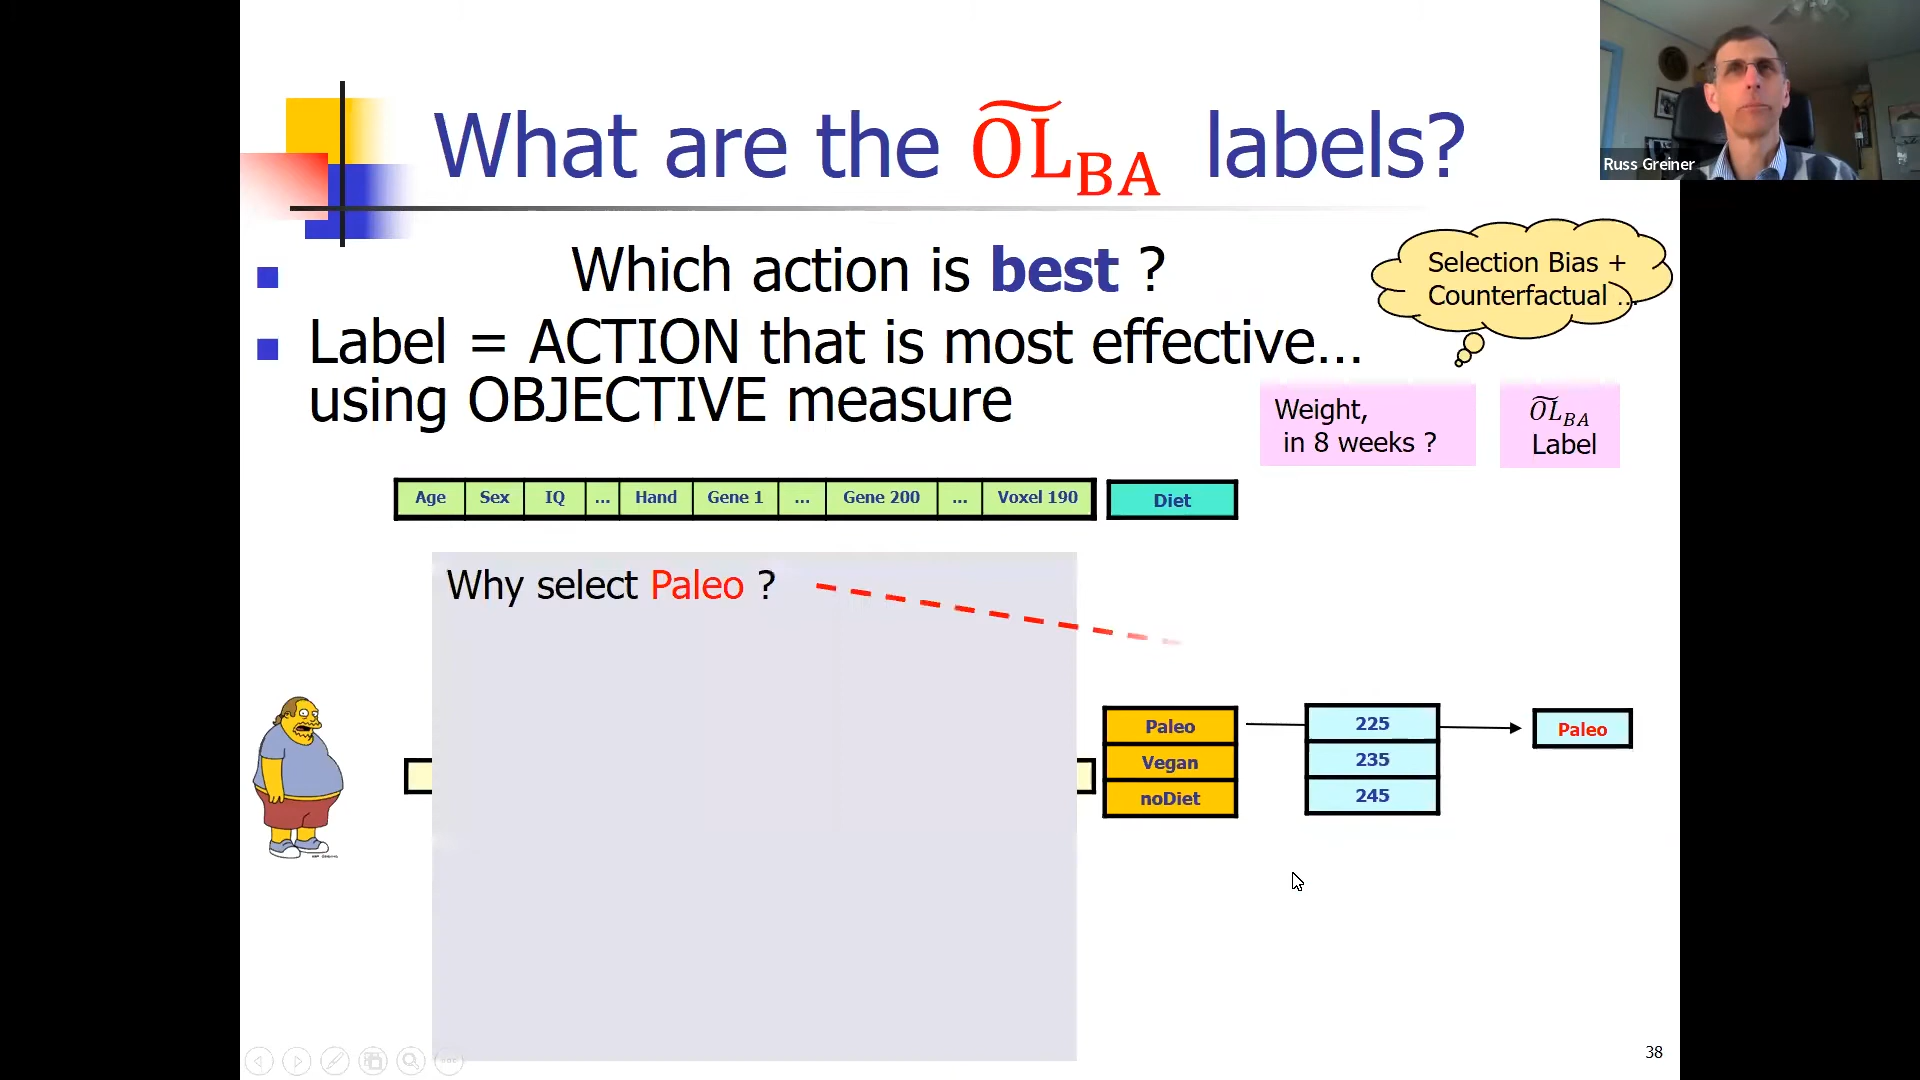 What are the O͠L_BA labels?
Russ Greiner
Which action is best ?
Selection Bias +
Counterfactual ...
Label = ACTION that is most effective…
using OBJECTIVE measure
Weight,
in 8 weeks ?
O͠L_BA
Label
Age Sex IQ ... Hand Gene 1 ... Gene 200 ... Voxel 190 Diet
Why select Paleo ?
Paleo 225 Paleo
Vegan 235
noDiet 245
38